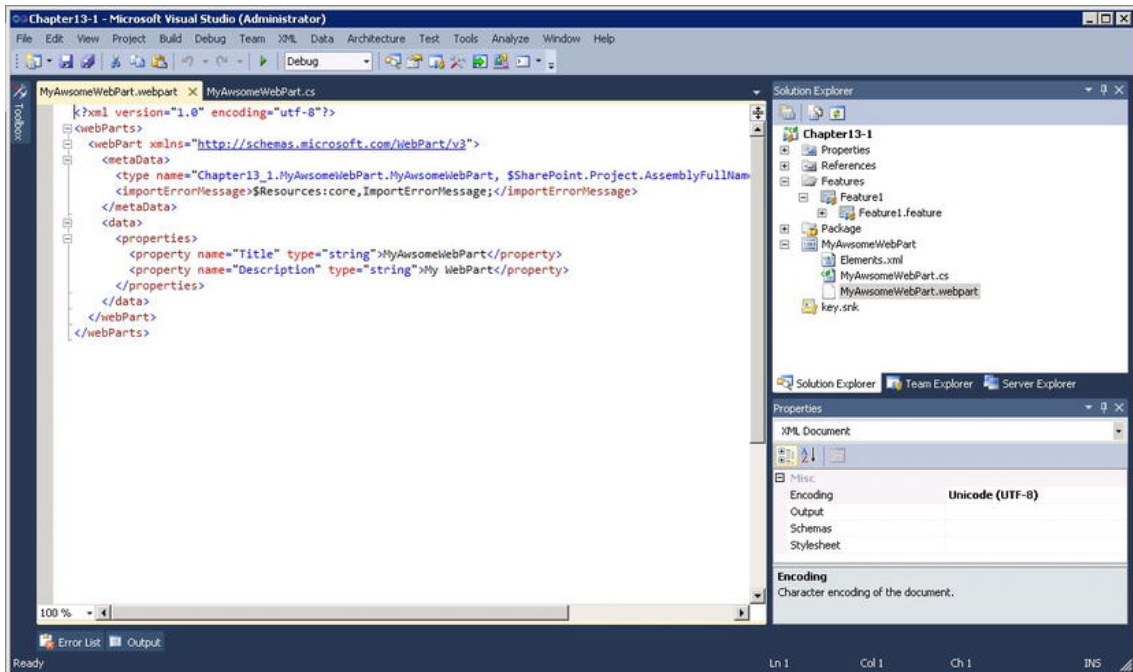 Chapter13-1 - Microsoft Visual Studio (Administrator)
File Edit View Project Build Debug Team XML Data Architecture Test Tools Analyze Window Help
Debug
Toolbox
MyAwsomeWebPart.webpart MyAwsomeWebPart.cs
<?xml version="1.0" encoding="utf-8"?>
<webParts>
<webPart xmlns="http://schemas.microsoft.com/WebPart/v3">
<metaData>
<type name="Chapter13_1.MyAwsomeWebPart.MyAwsomeWebPart, $SharePoint.Project.AssemblyFullNam
<importErrorMessage>$Resources:core,ImportErrorMessage;</importErrorMessage>
</metaData>
<data>
<properties>
<property name="Title" type="string">MyAwsomeWebPart</property>
<property name="Description" type="string">My WebPart</property>
</properties>
</data>
</webPart>
</webParts>
100 %
Solution Explorer
Chapter13-1
Properties
References
Features
Feature1
Feature1.feature
Package
MyAwsomeWebPart
Elements.xml
MyAwsomeWebPart.cs
MyAwsomeWebPart.webpart
key.snk
Solution Explorer Team Explorer Server Explorer
Properties
XML Document
Misc
Encoding Unicode (UTF-8)
Output
Schemas
Stylesheet
Encoding
Character encoding of the document.
Error List Output
Ready Ln 1 Col 1 Ch 1 INS